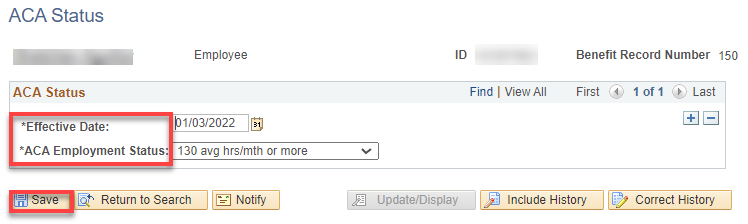 ACA Status
Employee ID Benefit Record Number 150
ACA Status Find | View All First 1 of 1 Last
*Effective Date: 01/03/2022 31
*ACA Employment Status: 130 avg hrs/mth or more
Save Return to Search Notify Update/Display Include History Correct History